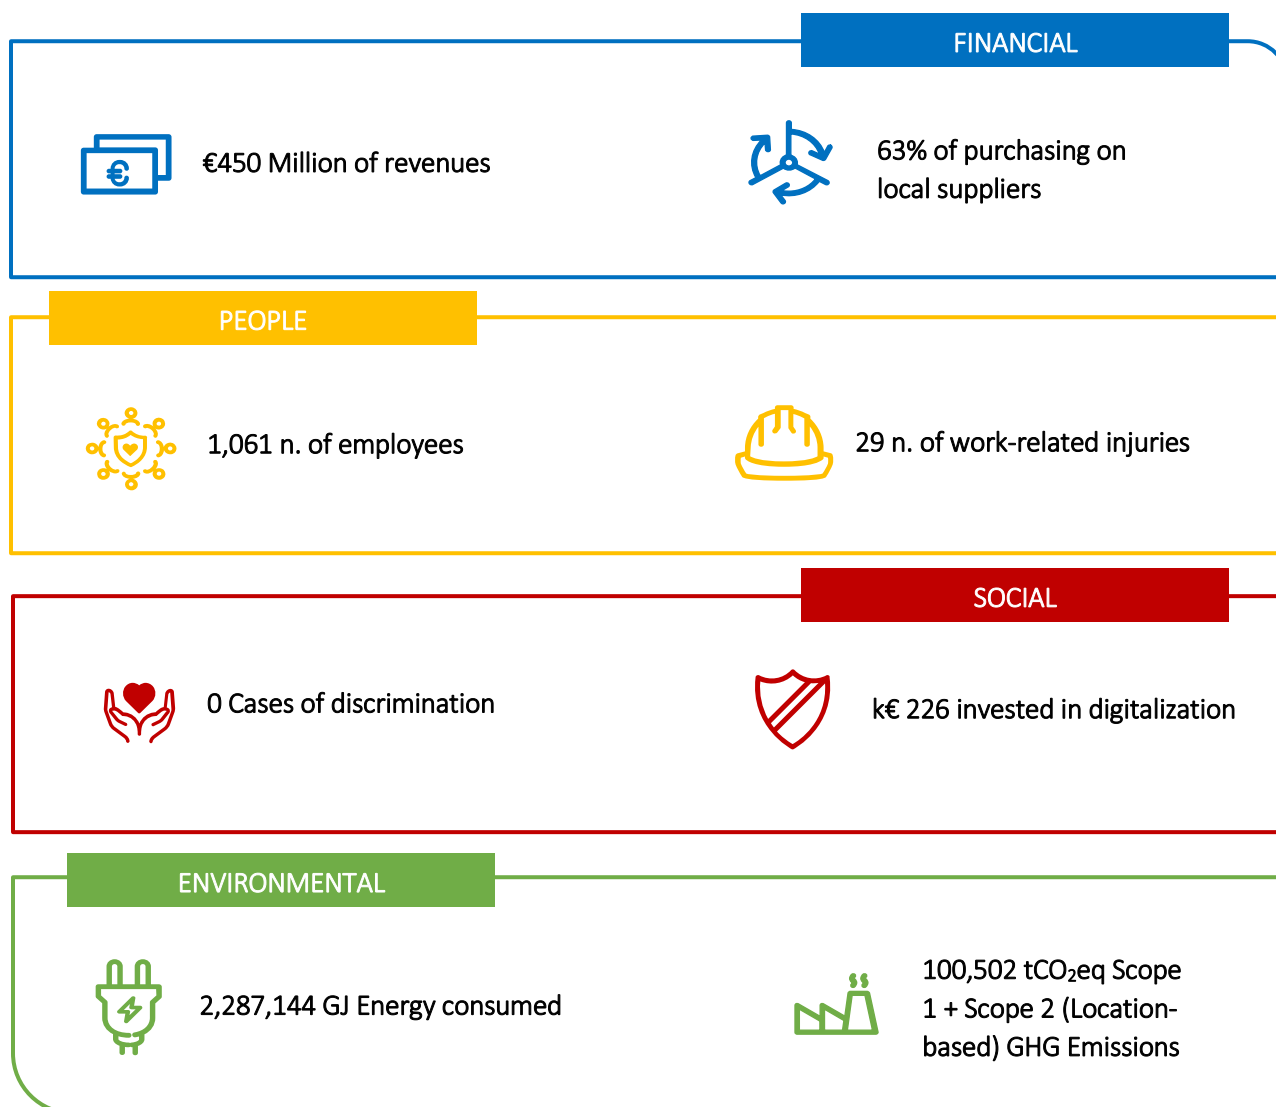 FINANCIAL
€450 Million of revenues
63% of purchasing on
local suppliers
PEOPLE
1,061 n. of employees
29 n. of work-related injuries
SOCIAL
0 Cases of discrimination
k€ 226 invested in digitalization
ENVIRONMENTAL
2,287,144 GJ Energy consumed
100,502 tCO₂eq Scope
1 + Scope 2 (Location-
based) GHG Emissions